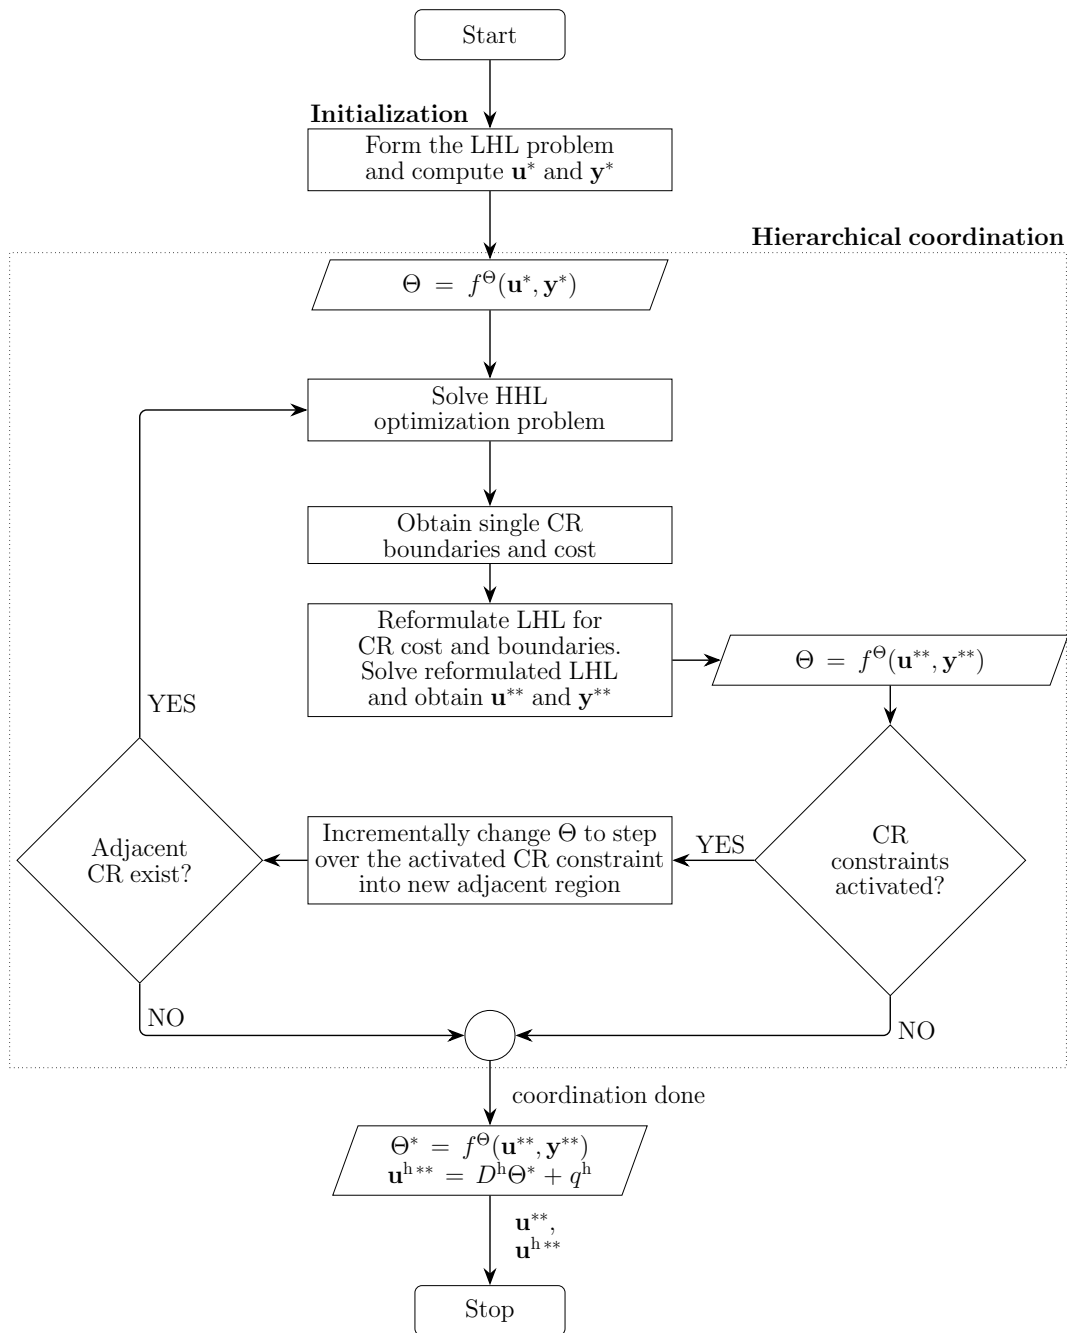 Start
Initialization
Form the LHL problem
and compute u* and y*
Hierarchical coordination
Θ = f^Θ(u*, y*)
Solve HHL
optimization problem
Obtain single CR
boundaries and cost
Reformulate LHL for
CR cost and boundaries.
Solve reformulated LHL
and obtain u** and y**
Θ = f^Θ(u**, y**)
YES
Adjacent
CR exist?
Incrementally change Θ to step
over the activated CR constraint
into new adjacent region
YES
CR
constraints
activated?
NO
NO
coordination done
Θ* = f^Θ(u**, y**)
u^h** = D^hΘ* + q^h
u**,
u^h**
Stop